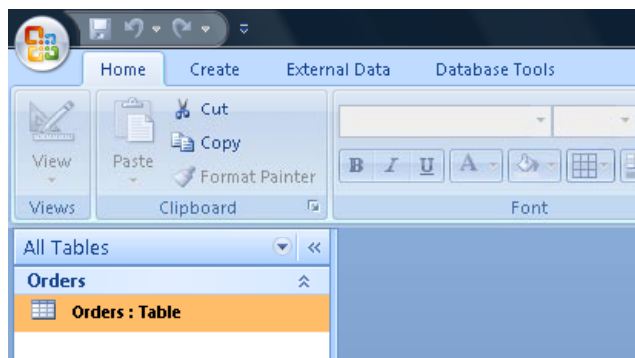 Home Create External Data Database Tools
Cut
Copy
View Paste Format Painter
B I U A
Views Clipboard Font
All Tables
Orders
Orders : Table